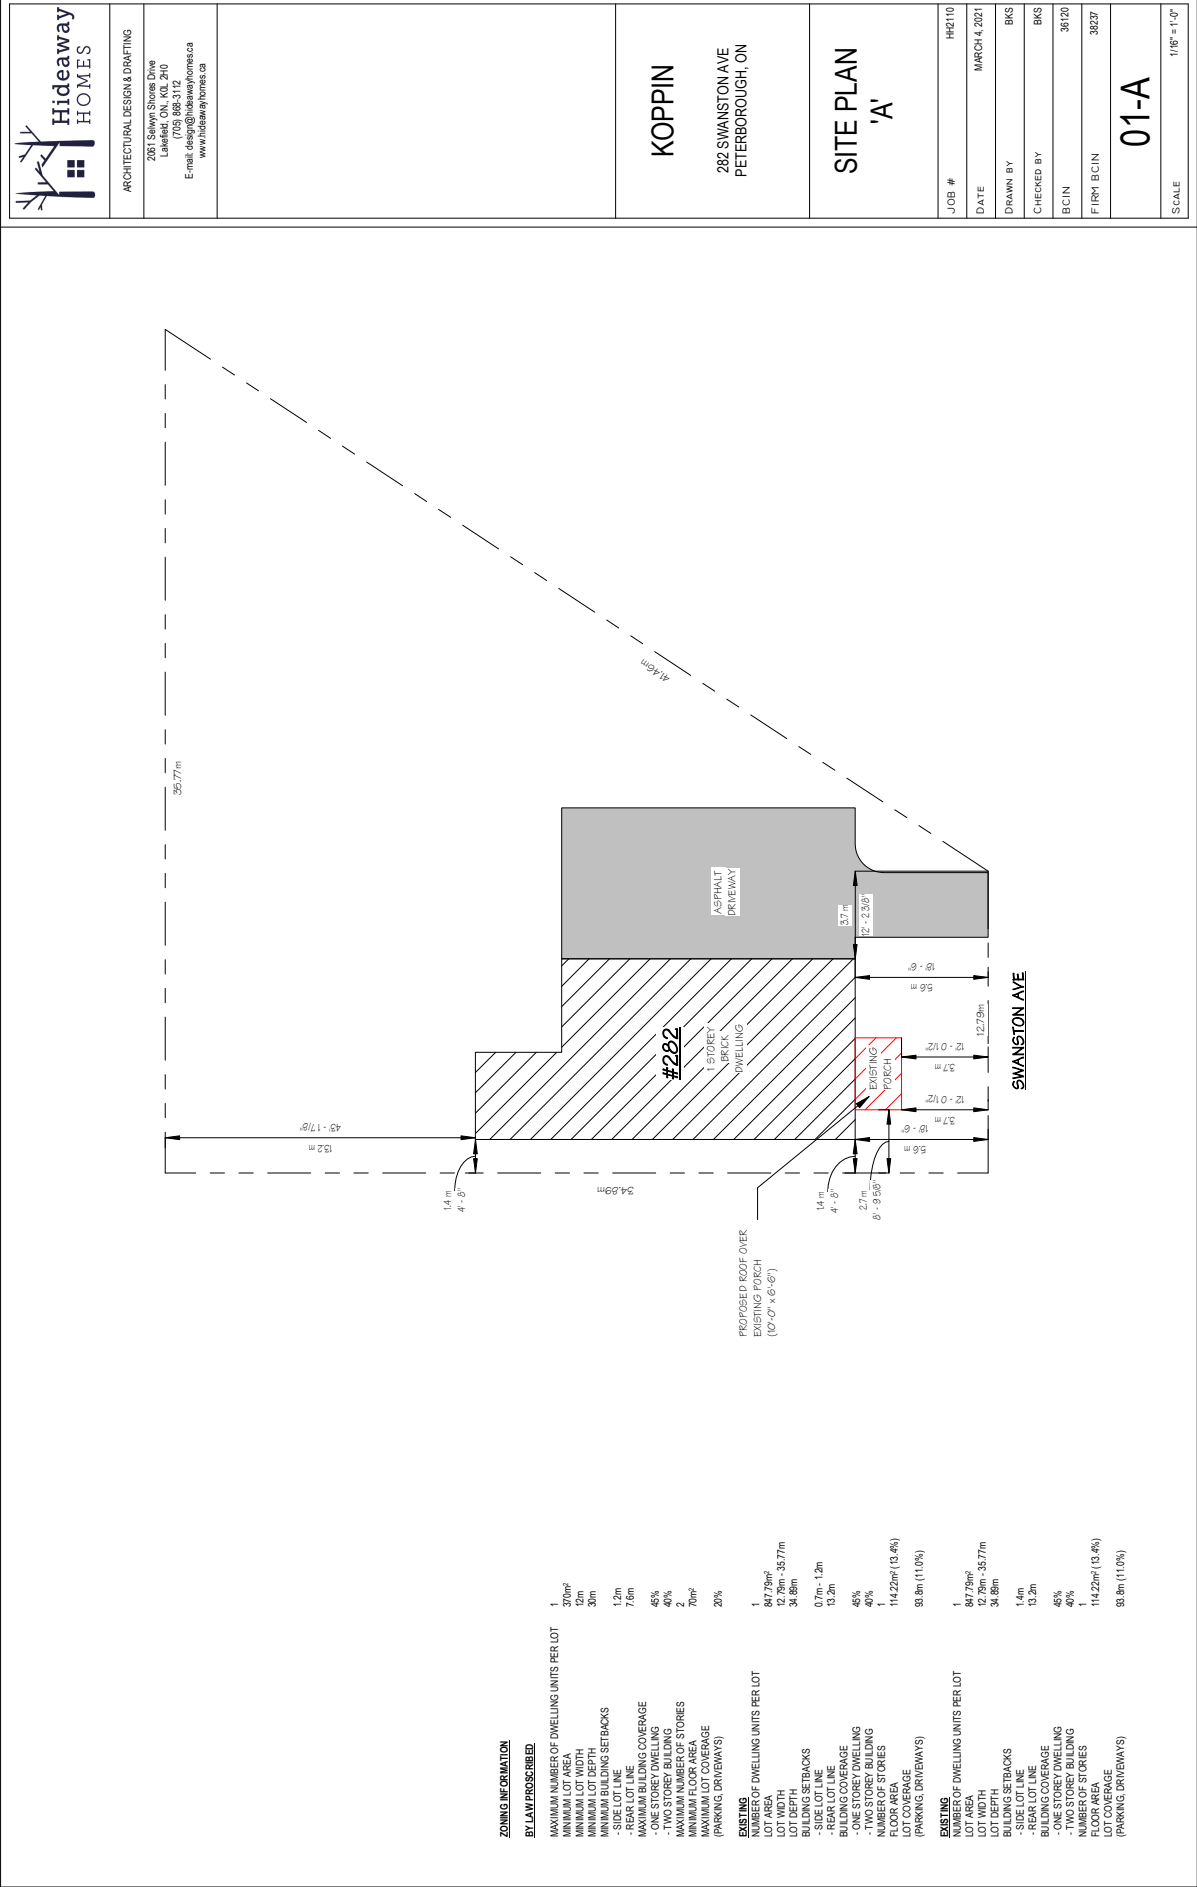 Hideaway
HOMES
ARCHITECTURAL DESIGN & DRAFTING
2061 Selwyn Shores Drive
Lakefield, ON., K0L 2H0
(705) 868-3112
E-mail: design@hideawayhomes.ca
www.hideawayhomes.ca
KOPPIN
282 SWANSTON AVE
PETERBOROUGH, ON
SITE PLAN
'A'
JOB # HH2110
DATE MARCH 4, 2021
DRAWN BY BKS
CHECKED BY BKS
BCIN 36120
FIRM BCIN 38237
01-A
SCALE 1/16" = 1'-0"
35.77m
41.46m
34.89m
13.2 m
43' - 1 7/8"
1.4 m
4' - 8"
#282
1 STOREY
BRICK
DWELLING
ASPHALT
DRIVEWAY
3.7 m
12' - 2 3/8"
1.4 m
4' - 8"
2.7 m
8' - 9 5/8"
5.6 m
18' - 6"
3.7 m
12' - 0 1/2"
EXISTING
PORCH
3.7 m
12' - 0 1/2"
5.6 m
18' - 6"
12.79m
SWANSTON AVE
PROPOSED ROOF OVER
EXISTING PORCH
(10'-0" x 6'-6")
ZONING INFORMATION
BY LAW PROSCRIBED
MAXIMUM NUMBER OF DWELLING UNITS PER LOT 1
MINIMUM LOT AREA 370m²
MINIMUM LOT WIDTH 12m
MINIMUM LOT DEPTH 30m
MINIMUM BUILDING SETBACKS
- SIDE LOT LINE 1.2m
- REAR LOT LINE 7.6m
MAXIMUM BUILDING COVERAGE
- ONE STOREY DWELLING 45%
- TWO STOREY BUILDING 40%
MAXIMUM NUMBER OF STORIES 2
MINIMUM FLOOR AREA 70m²
MAXIMUM LOT COVERAGE
(PARKING, DRIVEWAYS) 20%
EXISTING
NUMBER OF DWELLING UNITS PER LOT 1
LOT AREA 847.79m²
LOT WIDTH 12.79m - 35.77m
LOT DEPTH 34.89m
BUILDING SETBACKS
- SIDE LOT LINE 0.7m - 1.2m
- REAR LOT LINE 13.2m
BUILDING COVERAGE
- ONE STOREY DWELLING 45%
- TWO STOREY BUILDING 40%
NUMBER OF STORIES 1
FLOOR AREA 114.22m² (13.4%)
LOT COVERAGE
(PARKING, DRIVEWAYS) 93.8m (11.0%)
EXISTING
NUMBER OF DWELLING UNITS PER LOT 1
LOT AREA 847.79m²
LOT WIDTH 12.79m - 35.77m
LOT DEPTH 34.89m
BUILDING SETBACKS
- SIDE LOT LINE 1.4m
- REAR LOT LINE 13.2m
BUILDING COVERAGE
- ONE STOREY DWELLING 45%
- TWO STOREY BUILDING 40%
NUMBER OF STORIES 1
FLOOR AREA 114.22m² (13.4%)
LOT COVERAGE
(PARKING, DRIVEWAYS) 93.8m (11.0%)